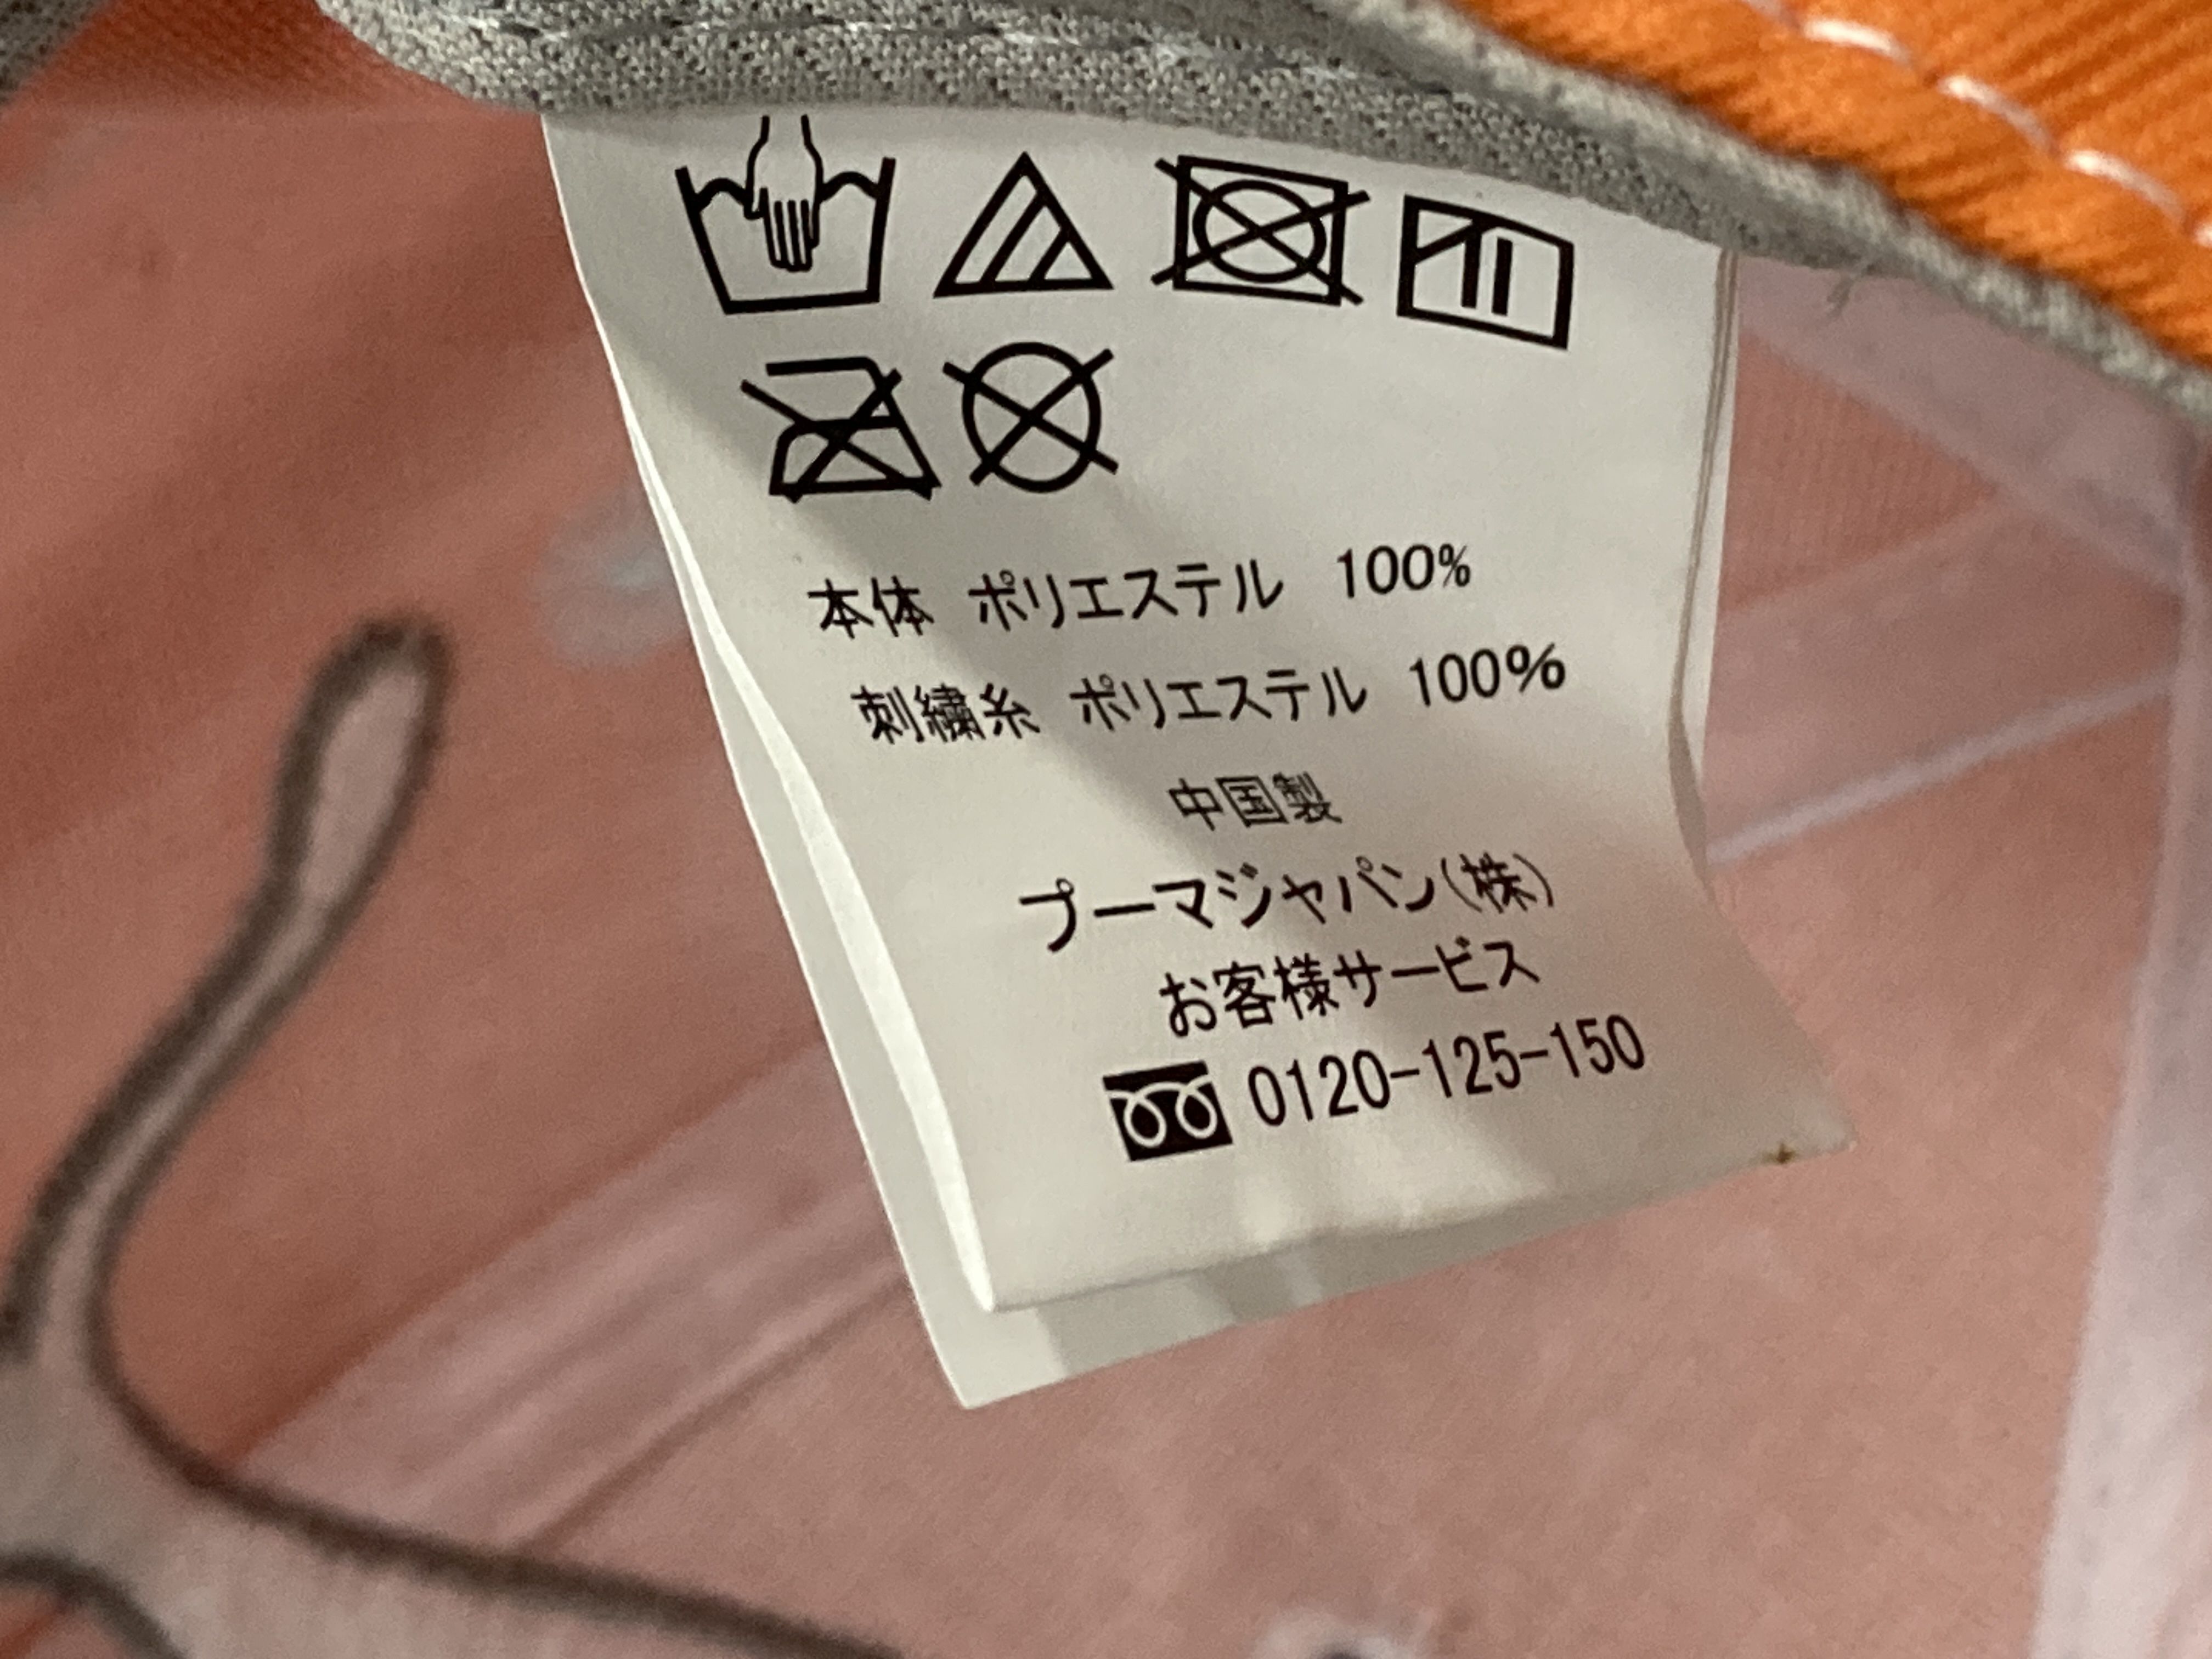 本体 ポリエステル 100%
刺繍糸 ポリエステル 100%
中国製
プーマジャパン(株)
お客様サービス
0120-125-150